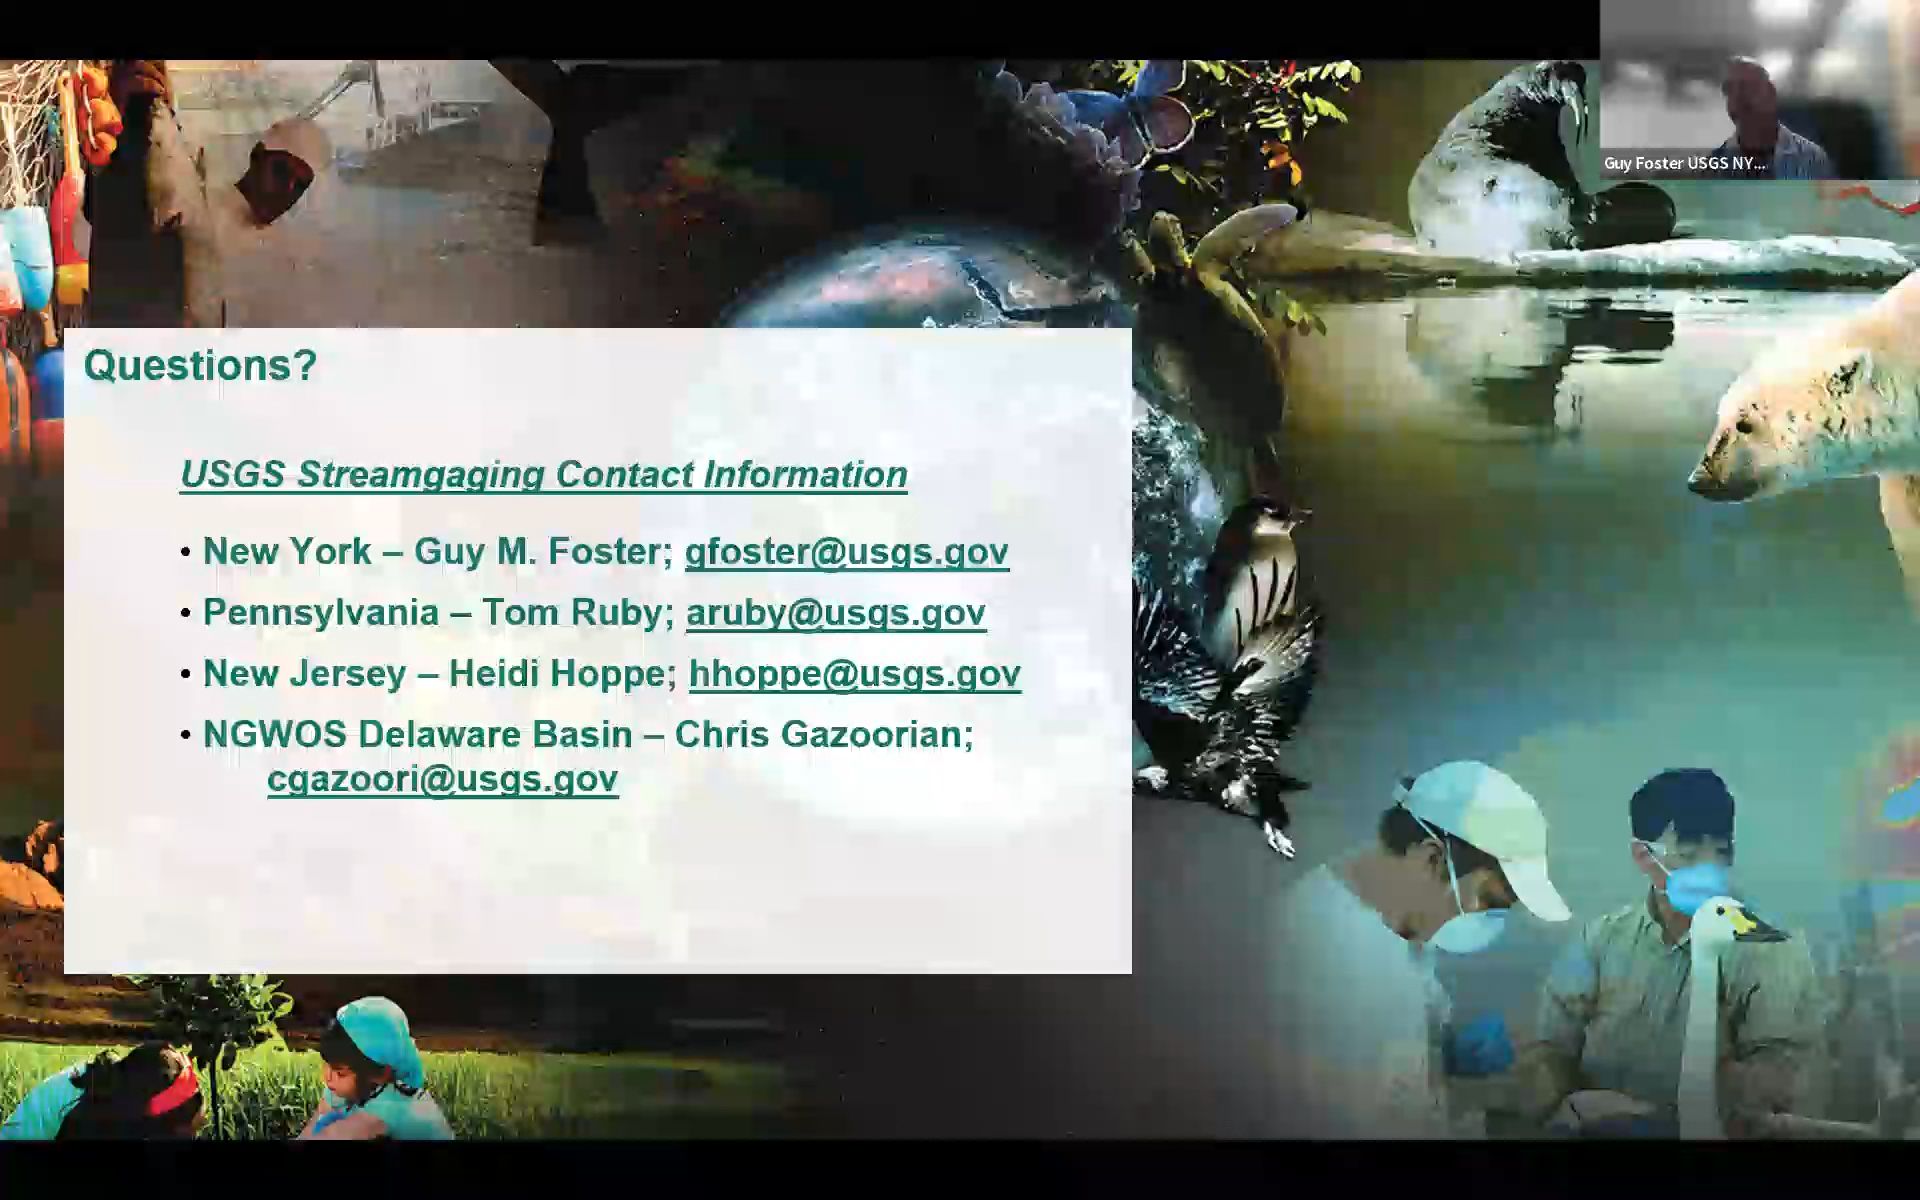 Guy Foster USGS NY...
Questions?
USGS Streamgaging Contact Information
• New York – Guy M. Foster; gfoster@usgs.gov
• Pennsylvania – Tom Ruby; aruby@usgs.gov
• New Jersey – Heidi Hoppe; hhoppe@usgs.gov
• NGWOS Delaware Basin – Chris Gazoorian;
cgazoori@usgs.gov